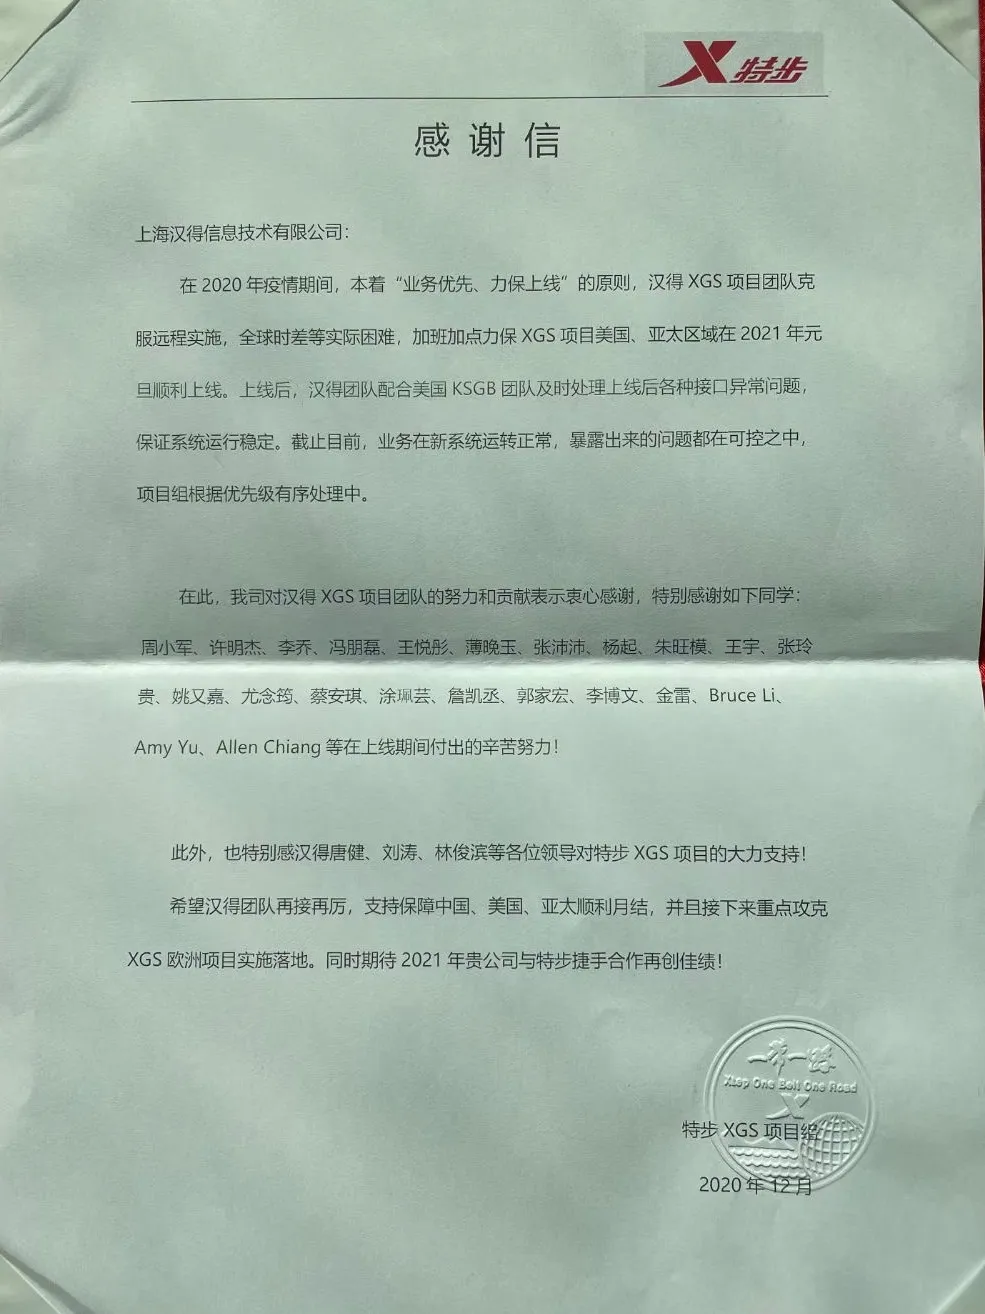 特步
感谢信
上海汉得信息技术有限公司：
在 2020 年疫情期间，本着“业务优先、力保上线”的原则，汉得 XGS 项目团队克
服远程实施，全球时差等实际困难，加班加点力保 XGS 项目美国、亚太区域在 2021 年元
旦顺利上线。上线后，汉得团队配合美国 KSGB 团队及时处理上线后各种接口异常问题，
保证系统运行稳定。截止目前，业务在新系统运转正常，暴露出来的问题都在可控之中，
项目组根据优先级有序处理中。
在此，我司对汉得 XGS 项目团队的努力和贡献表示衷心感谢，特别感谢如下同学：
周小军、许明杰、李乔、冯朋磊、王悦彤、薄晚玉、张沛沛、杨起、朱旺模、王宇、张玲
贵、姚又嘉、尤念筠、蔡安琪、涂珮芸、詹凯丞、郭家宏、李博文、金雷、Bruce Li、
Amy Yu、Allen Chiang 等在上线期间付出的辛苦努力！
此外，也特别感汉得唐健、刘涛、林俊滨等各位领导对特步 XGS 项目的大力支持！
希望汉得团队再接再厉，支持保障中国、美国、亚太顺利月结，并且接下来重点攻克
XGS 欧洲项目实施落地。同时期待 2021 年贵公司与特步捷手合作再创佳绩！
一带一路
Xtep One Belt One Road
特步 XGS 项目组
2020 年 12 月